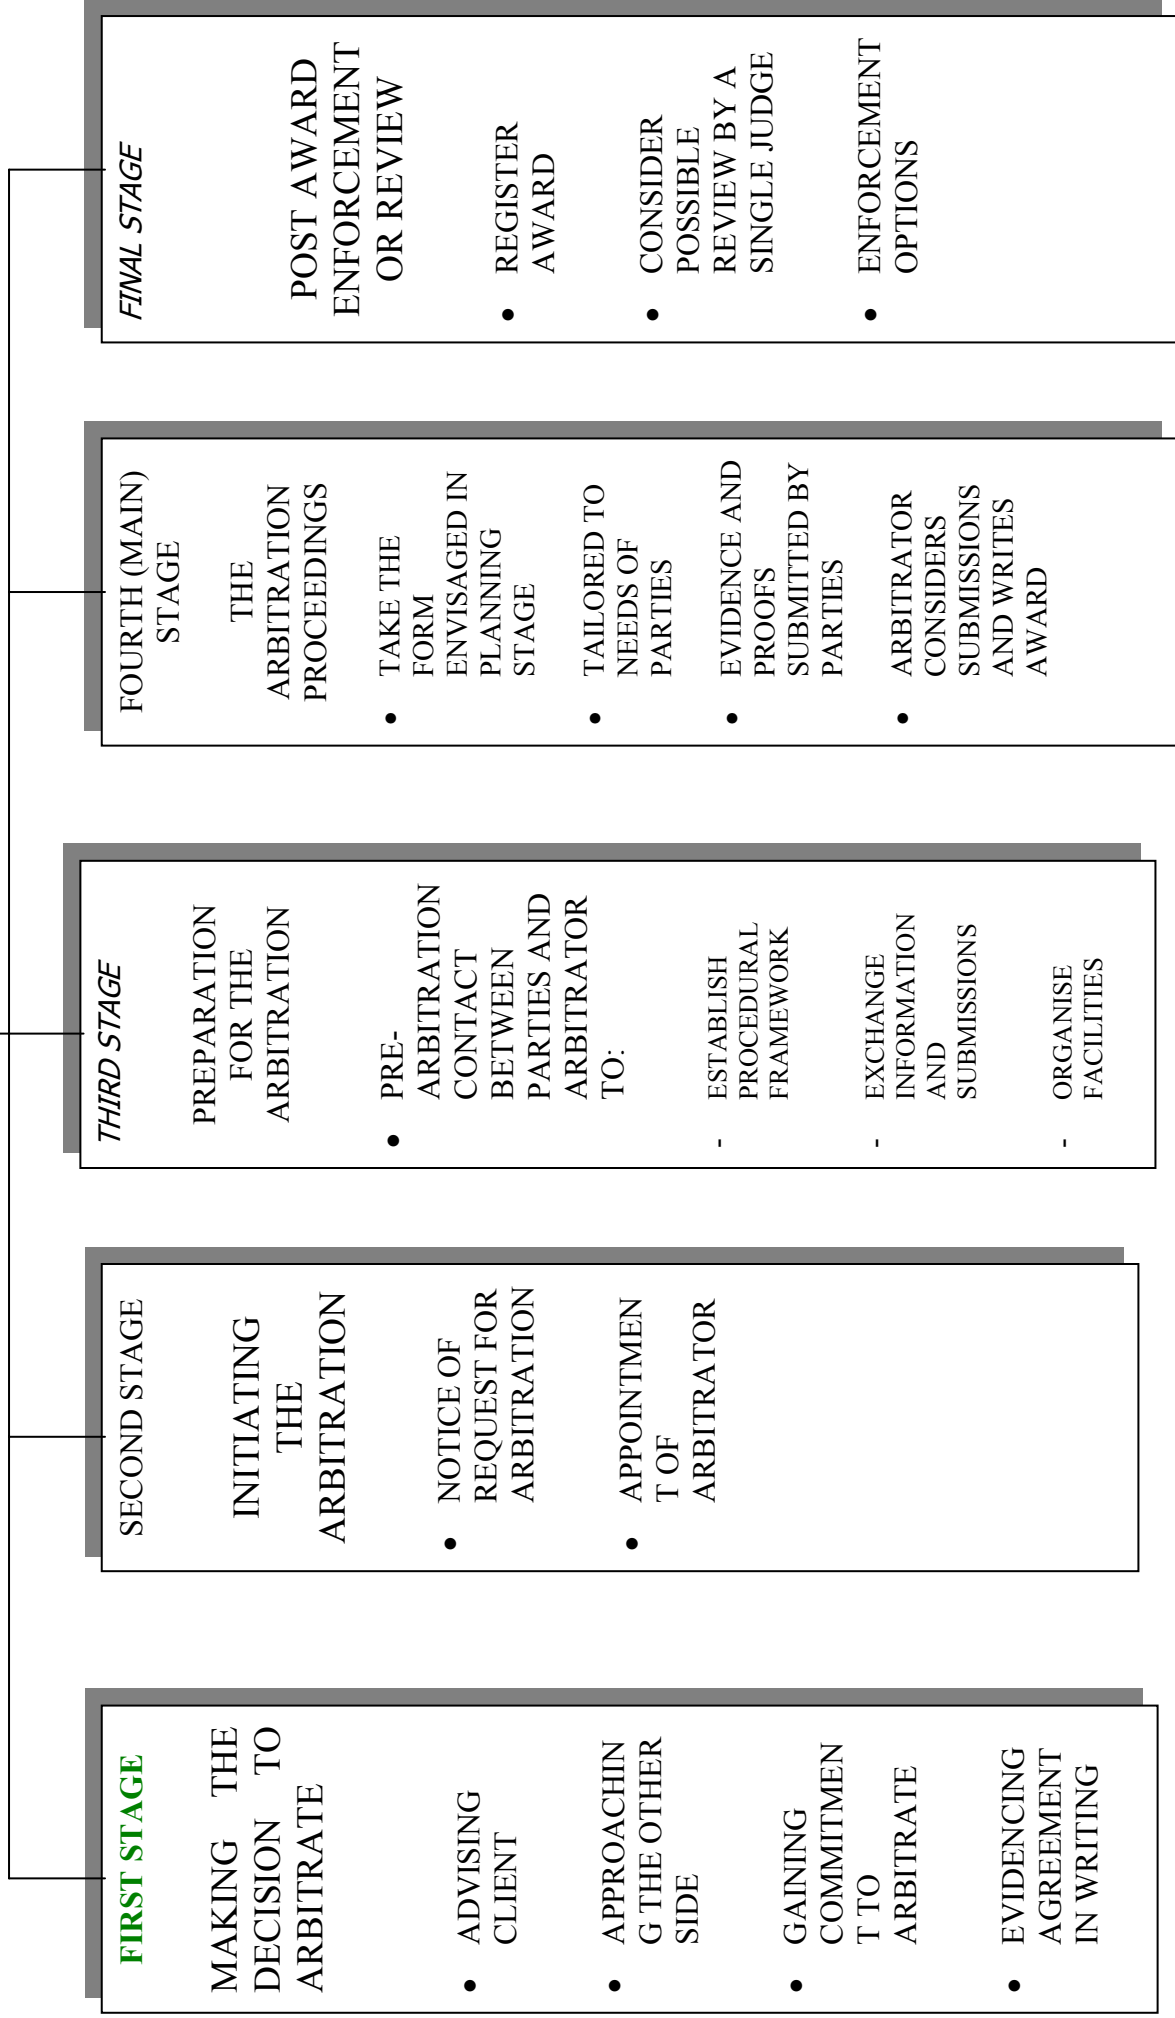 FIRST STAGE
MAKING THE
DECISION TO
ARBITRATE
• ADVISING
CLIENT
• APPROACHIN
G THE OTHER
SIDE
• GAINING
COMMITMEN
T TO
ARBITRATE
• EVIDENCING
AGREEMENT
IN WRITING
SECOND STAGE
INITIATING
THE
ARBITRATION
• NOTICE OF
REQUEST FOR
ARBITRATION
• APPOINTMEN
T OF
ARBITRATOR
THIRD STAGE
PREPARATION
FOR THE
ARBITRATION
• PRE-
ARBITRATION
CONTACT
BETWEEN
PARTIES AND
ARBITRATOR
TO:
- ESTABLISH
PROCEDURAL
FRAMEWORK
- EXCHANGE
INFORMATION
AND
SUBMISSIONS
- ORGANISE
FACILITIES
FOURTH (MAIN)
STAGE
THE
ARBITRATION
PROCEEDINGS
• TAKE THE
FORM
ENVISAGED IN
PLANNING
STAGE
• TAILORED TO
NEEDS OF
PARTIES
• EVIDENCE AND
PROOFS
SUBMITTED BY
PARTIES
• ARBITRATOR
CONSIDERS
SUBMISSIONS
AND WRITES
AWARD
FINAL STAGE
POST AWARD
ENFORCEMENT
OR REVIEW
• REGISTER
AWARD
• CONSIDER
POSSIBLE
REVIEW BY A
SINGLE JUDGE
• ENFORCEMENT
OPTIONS